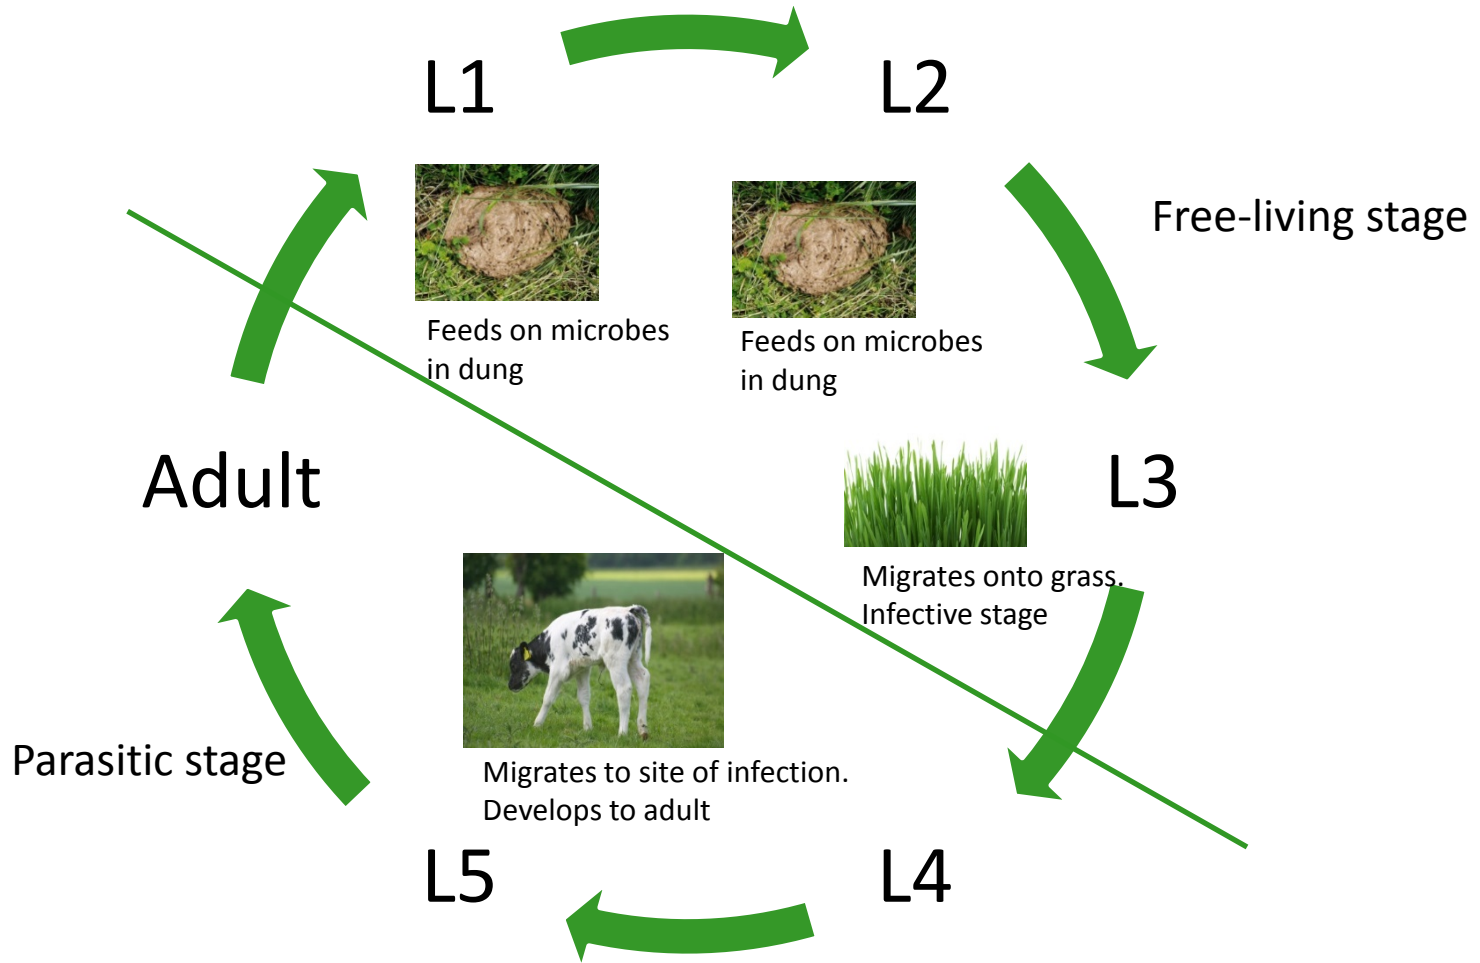 L1
L2
Free-living stage
Feeds on microbes
in dung
Feeds on microbes
in dung
Adult
L3
Migrates onto grass.
Infective stage
Parasitic stage
Migrates to site of infection.
Develops to adult
L5
L4